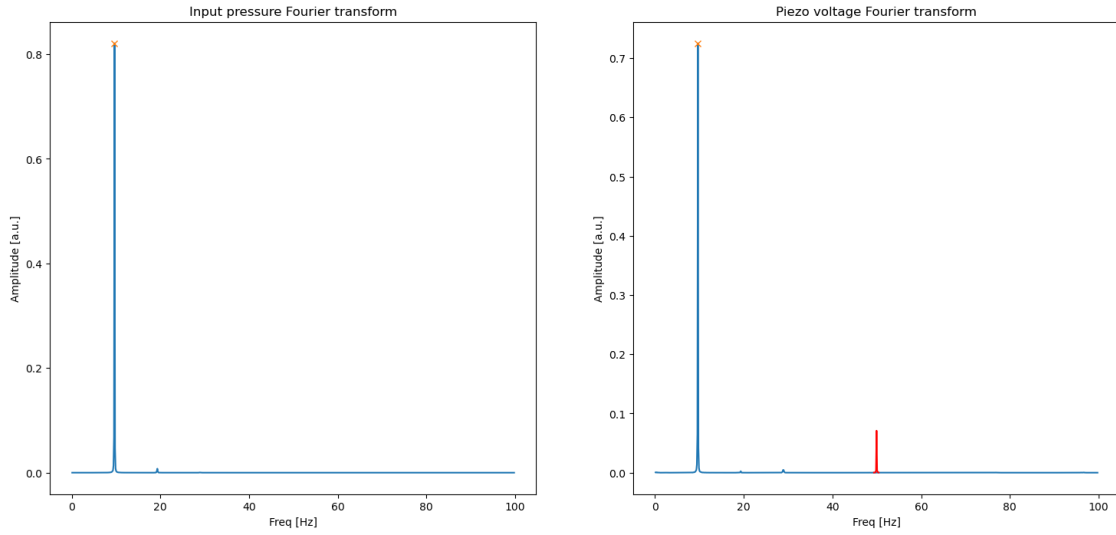 Input pressure Fourier transform
Amplitude [a.u.]
0.8
0.6
0.4
0.2
0.0
0 20 40 60 80 100
Freq [Hz]
Piezo voltage Fourier transform
Amplitude [a.u.]
0.7
0.6
0.5
0.4
0.3
0.2
0.1
0.0
0 20 40 60 80 100
Freq [Hz]